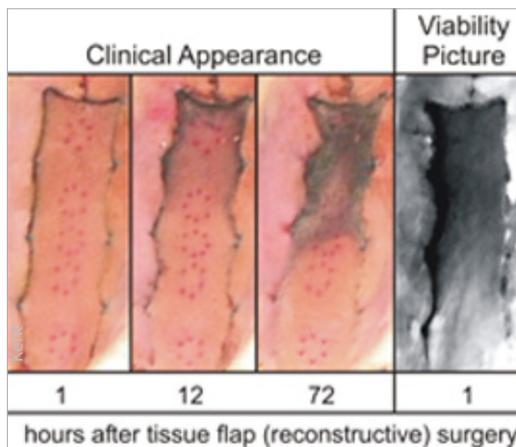 Clinical Appearance
Viability
Picture
1
12
72
1
hours after tissue flap (reconstructive) surgery